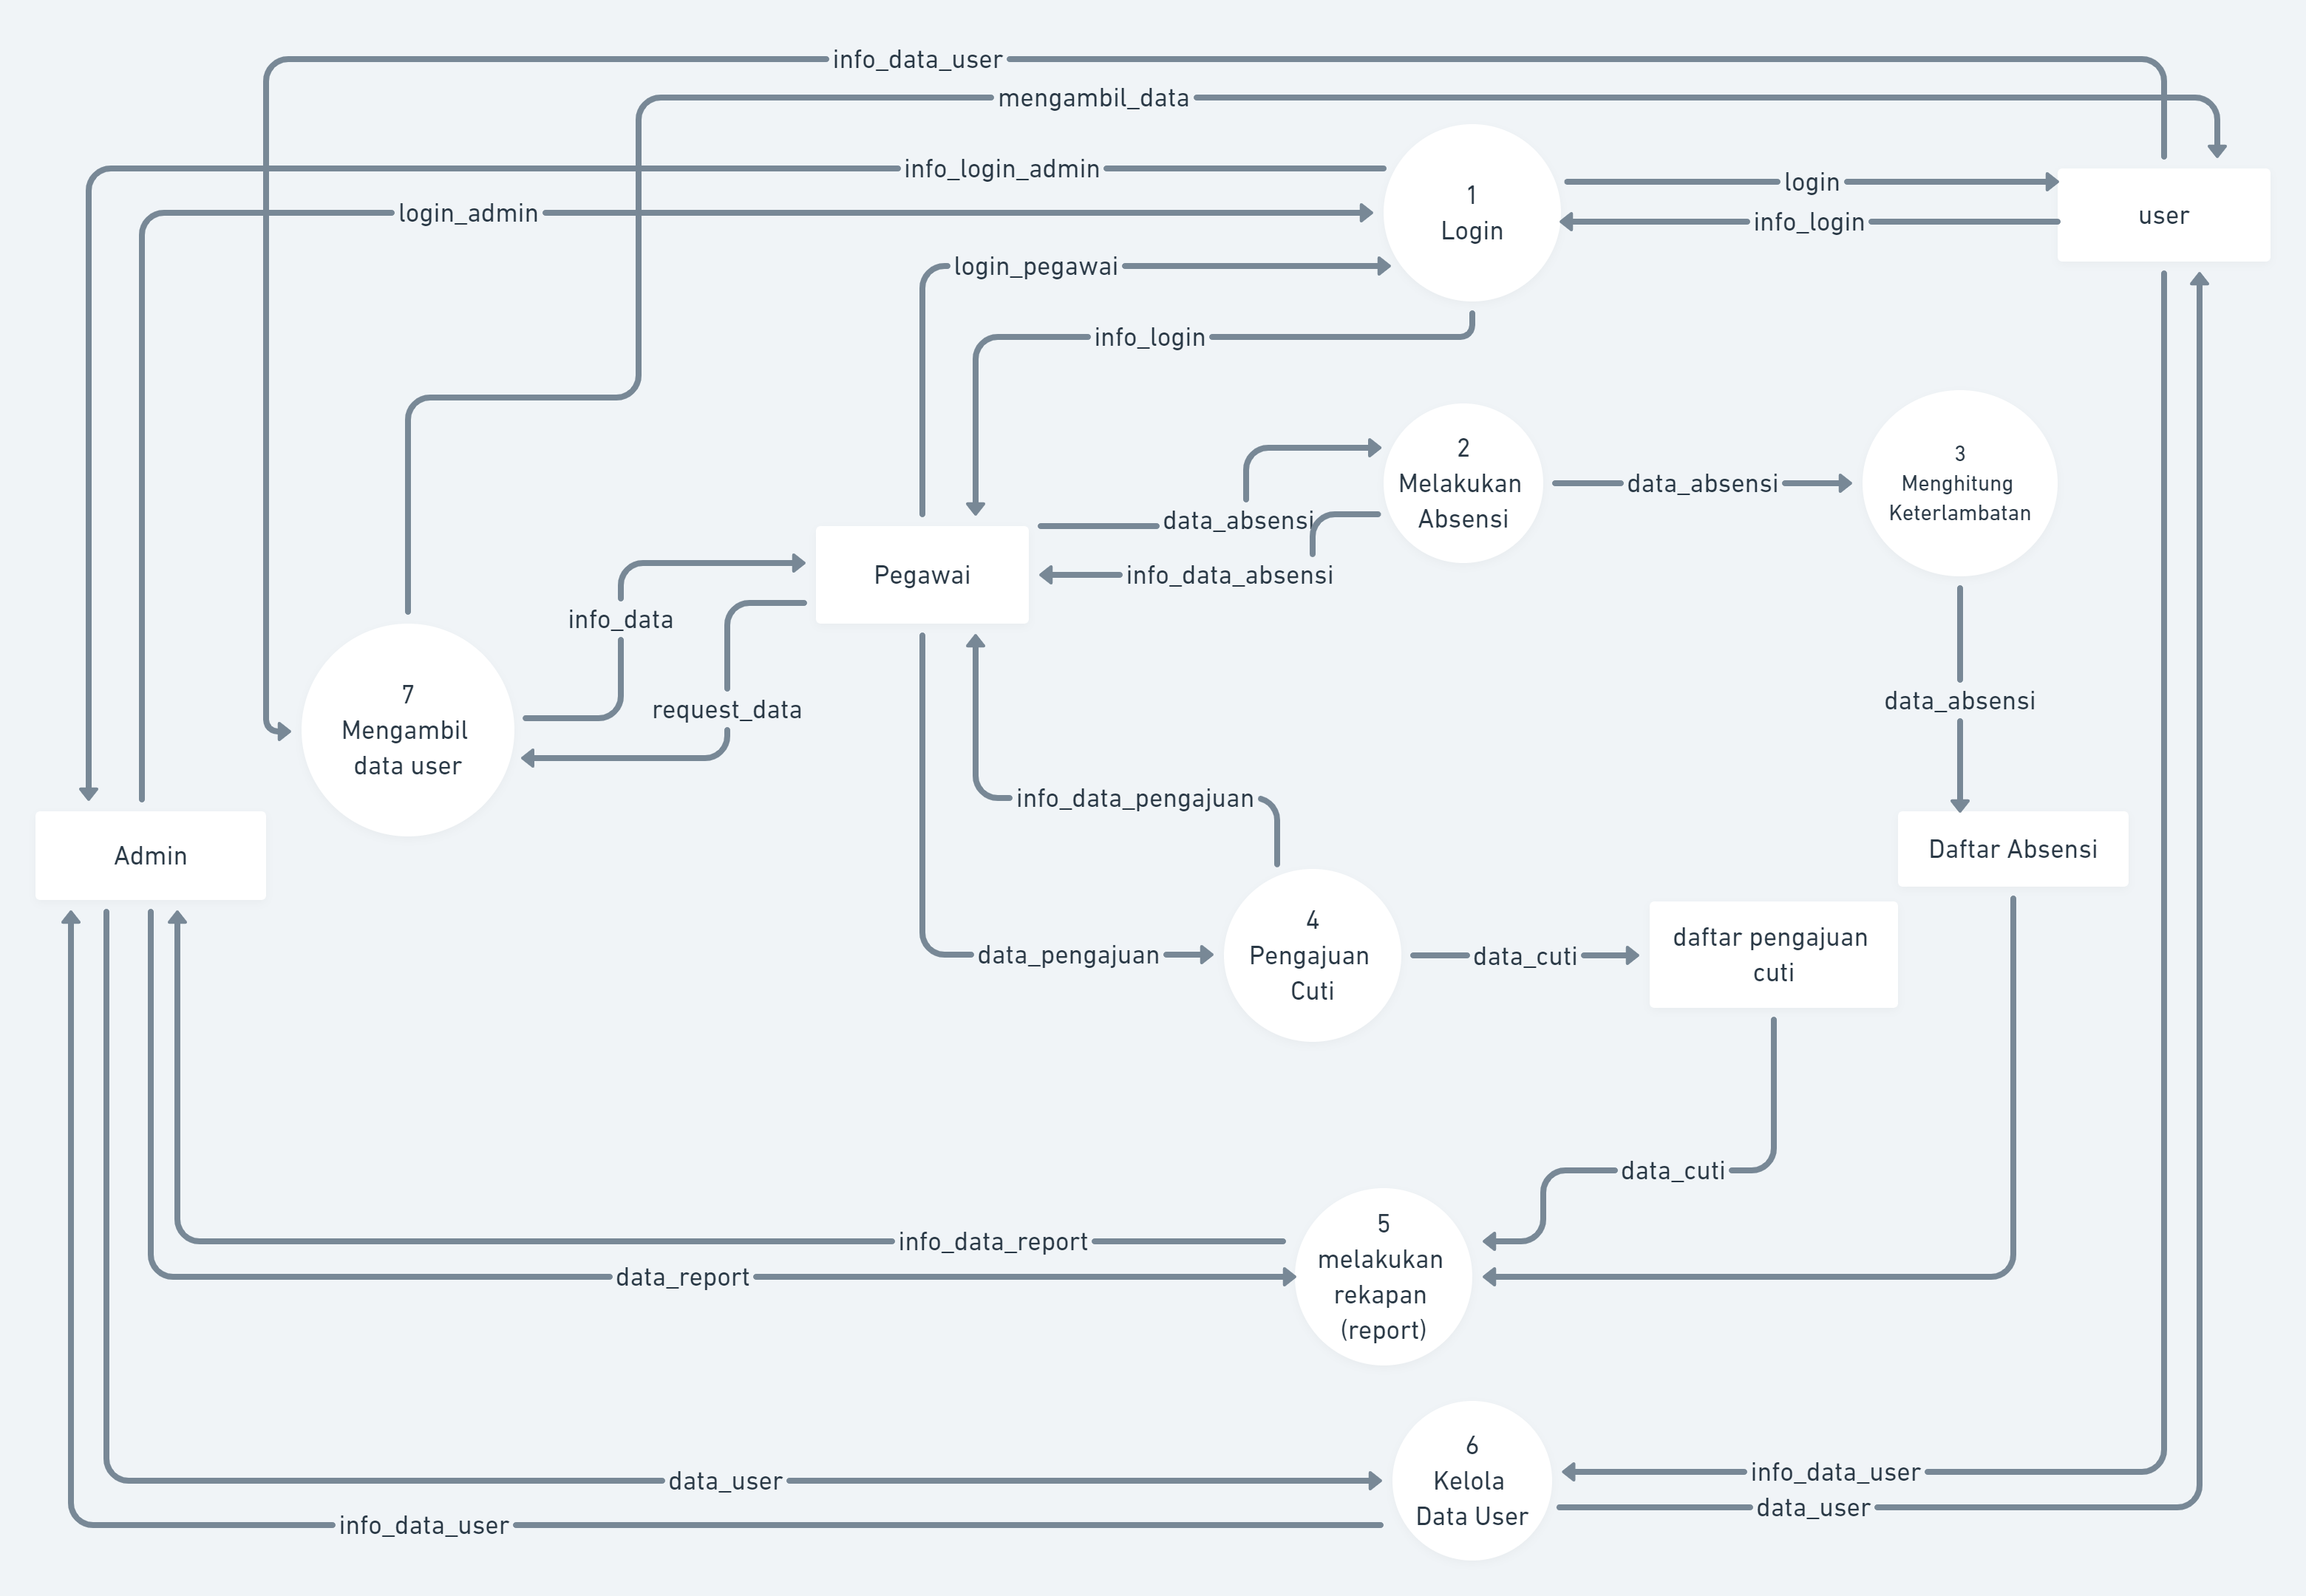 info_data_user
mengambil_data
info_login_admin
login
login_admin
info_login
1
Login
user
login_pegawai
info_login
2
Melakukan
Absensi
data_absensi
3
Menghitung
Keterlambatan
data_absensi
info_data_absensi
Pegawai
info_data
request_data
7
Mengambil
data user
data_absensi
info_data_pengajuan
Admin
Daftar Absensi
4
Pengajuan
Cuti
data_pengajuan
data_cuti
daftar pengajuan
cuti
data_cuti
5
melakukan
rekapan
(report)
info_data_report
data_report
6
Kelola
Data User
data_user
info_data_user
info_data_user
data_user